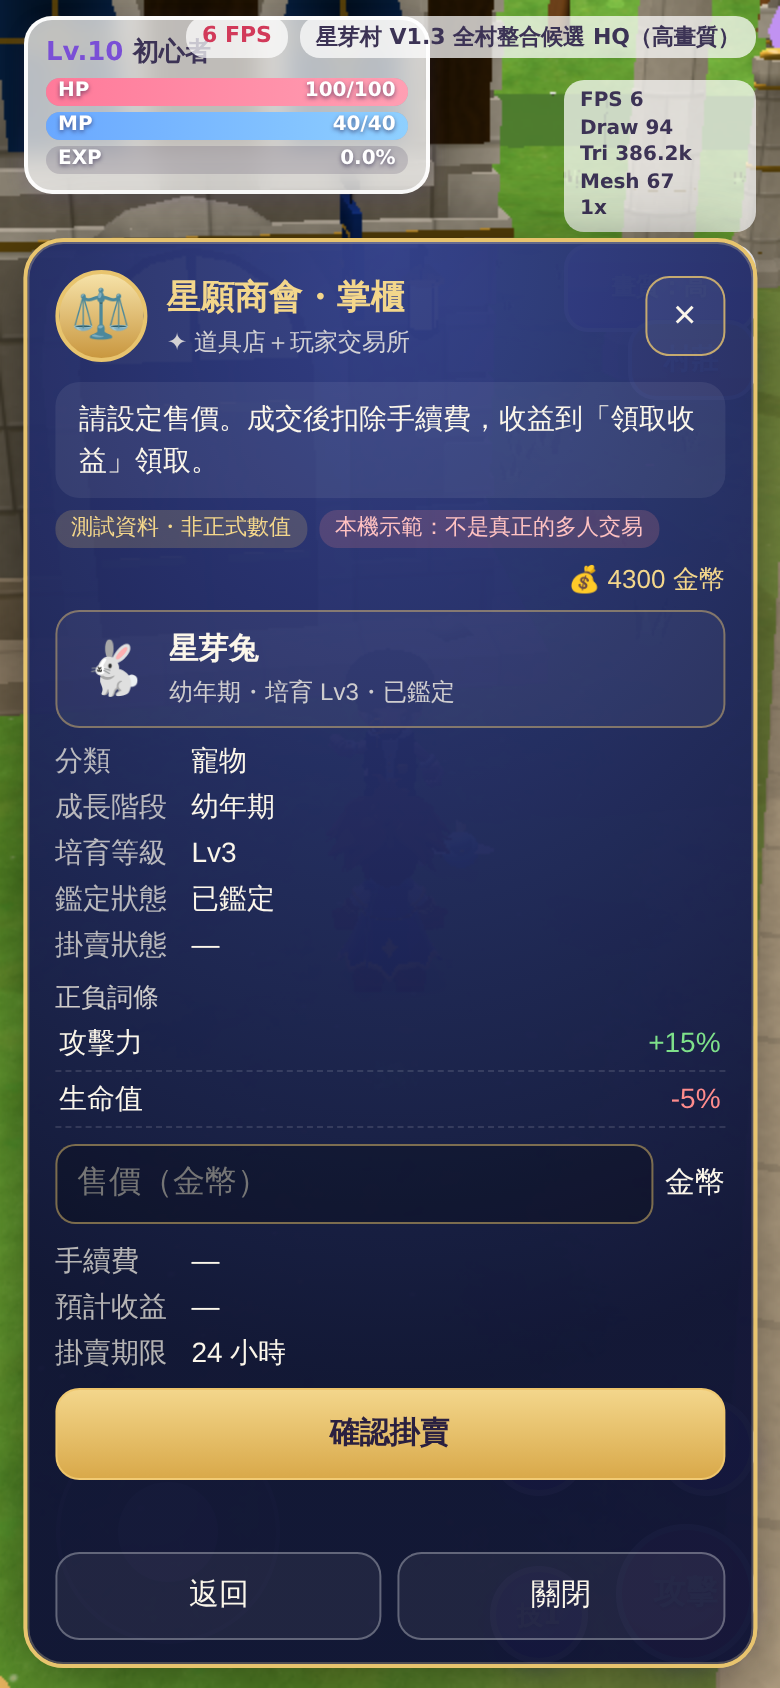 Lv.10 初心者
6 FPS
星芽村 V1.3 全村整合候選 HQ（高畫質）
HP 100/100
MP 40/40
EXP 0.0%
FPS 6
Draw 94
Tri 386.2k
Mesh 67
1x
星願商會・掌櫃
✦ 道具店＋玩家交易所
×
請設定售價。成交後扣除手續費，收益到「領取收
益」領取。
測試資料・非正式數值
本機示範：不是真正的多人交易
4300 金幣
星芽兔
幼年期・培育 Lv3・已鑑定
分類 寵物
成長階段 幼年期
培育等級 Lv3
鑑定狀態 已鑑定
掛賣狀態 —
正負詞條
攻擊力 +15%
生命值 -5%
售價（金幣） 金幣
手續費 —
預計收益 —
掛賣期限 24 小時
確認掛賣
返回
關閉
攻擊